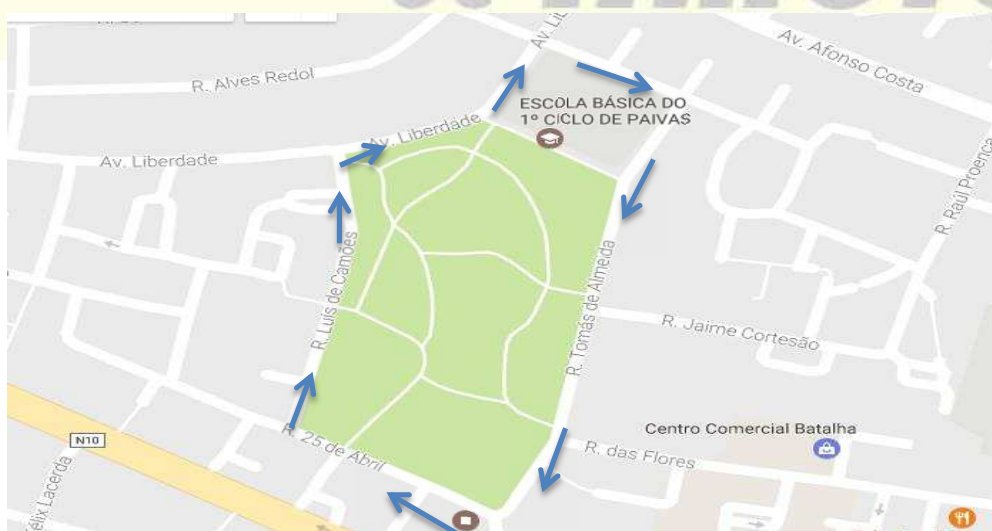 Av. Afonso Costa
R. Alves Redol
ESCOLA BÁSICA DO
1º CICLO DE PAIVAS
Av. Liberdade
Av. Liberdade
R. Raúl Proença
R. Luís de Camões
R. Tomás de Almeida
R. Jaime Cortesão
Centro Comercial Batalha
R. 25 de Abril
N10
R. das Flores